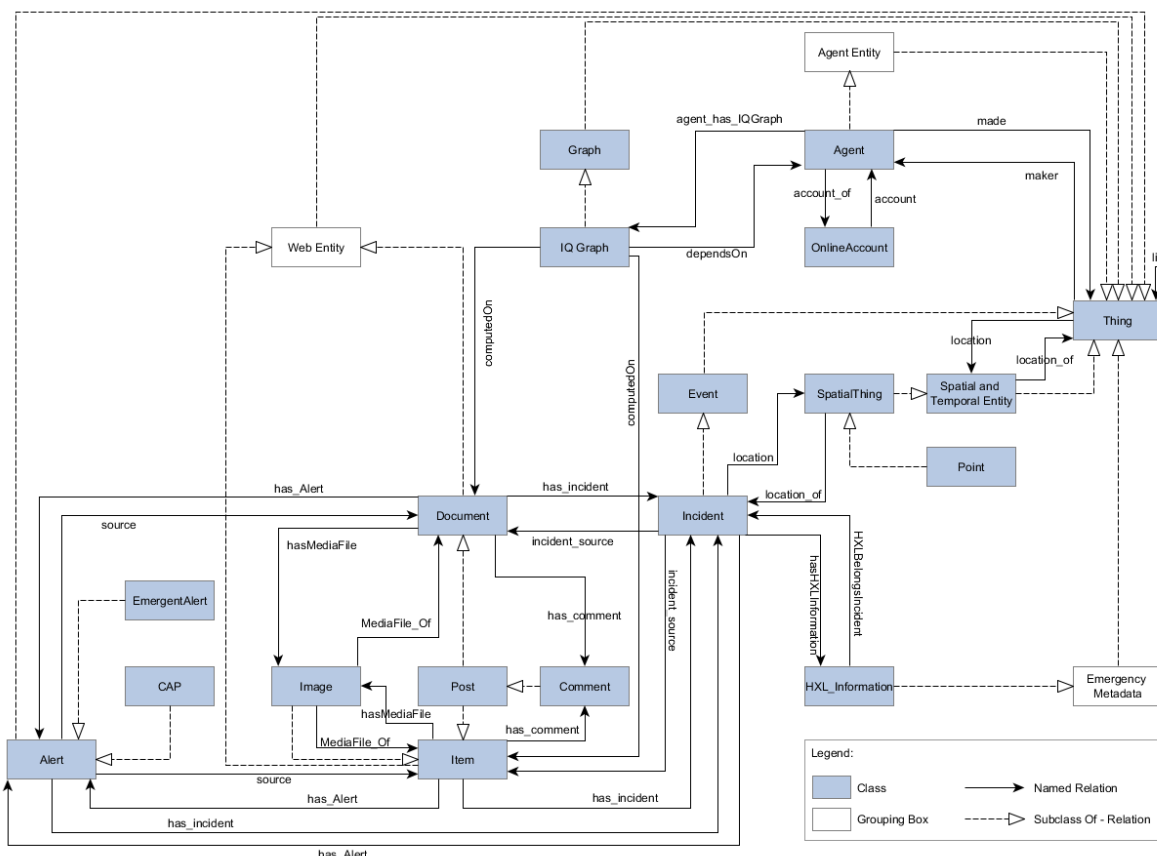 Agent Entity
agent_has_IQGraph
made
Graph
Agent
maker
account_of
account
Web Entity
IQ Graph
dependsOn
OnlineAccount
li
Thing
computedOn
location
location_of
computedOn
Event
SpatialThing
Spatial and
Temporal Entity
location
Point
has_Alert
has_incident
location_of
source
Document
Incident
hasMediaFile
incident_source
HXLBelongsIncident
hasHXLInformation
incident_source
EmergentAlert
MediaFile_Of
has_comment
CAP
Image
Post
Comment
HXL_Information
Emergency
Metadata
hasMediaFile
has_comment
MediaFile_Of
Alert
Item
Legend:
source
Class
Named Relation
has_Alert
has_incident
has_incident
Grouping Box
Subclass Of - Relation
has_Alert